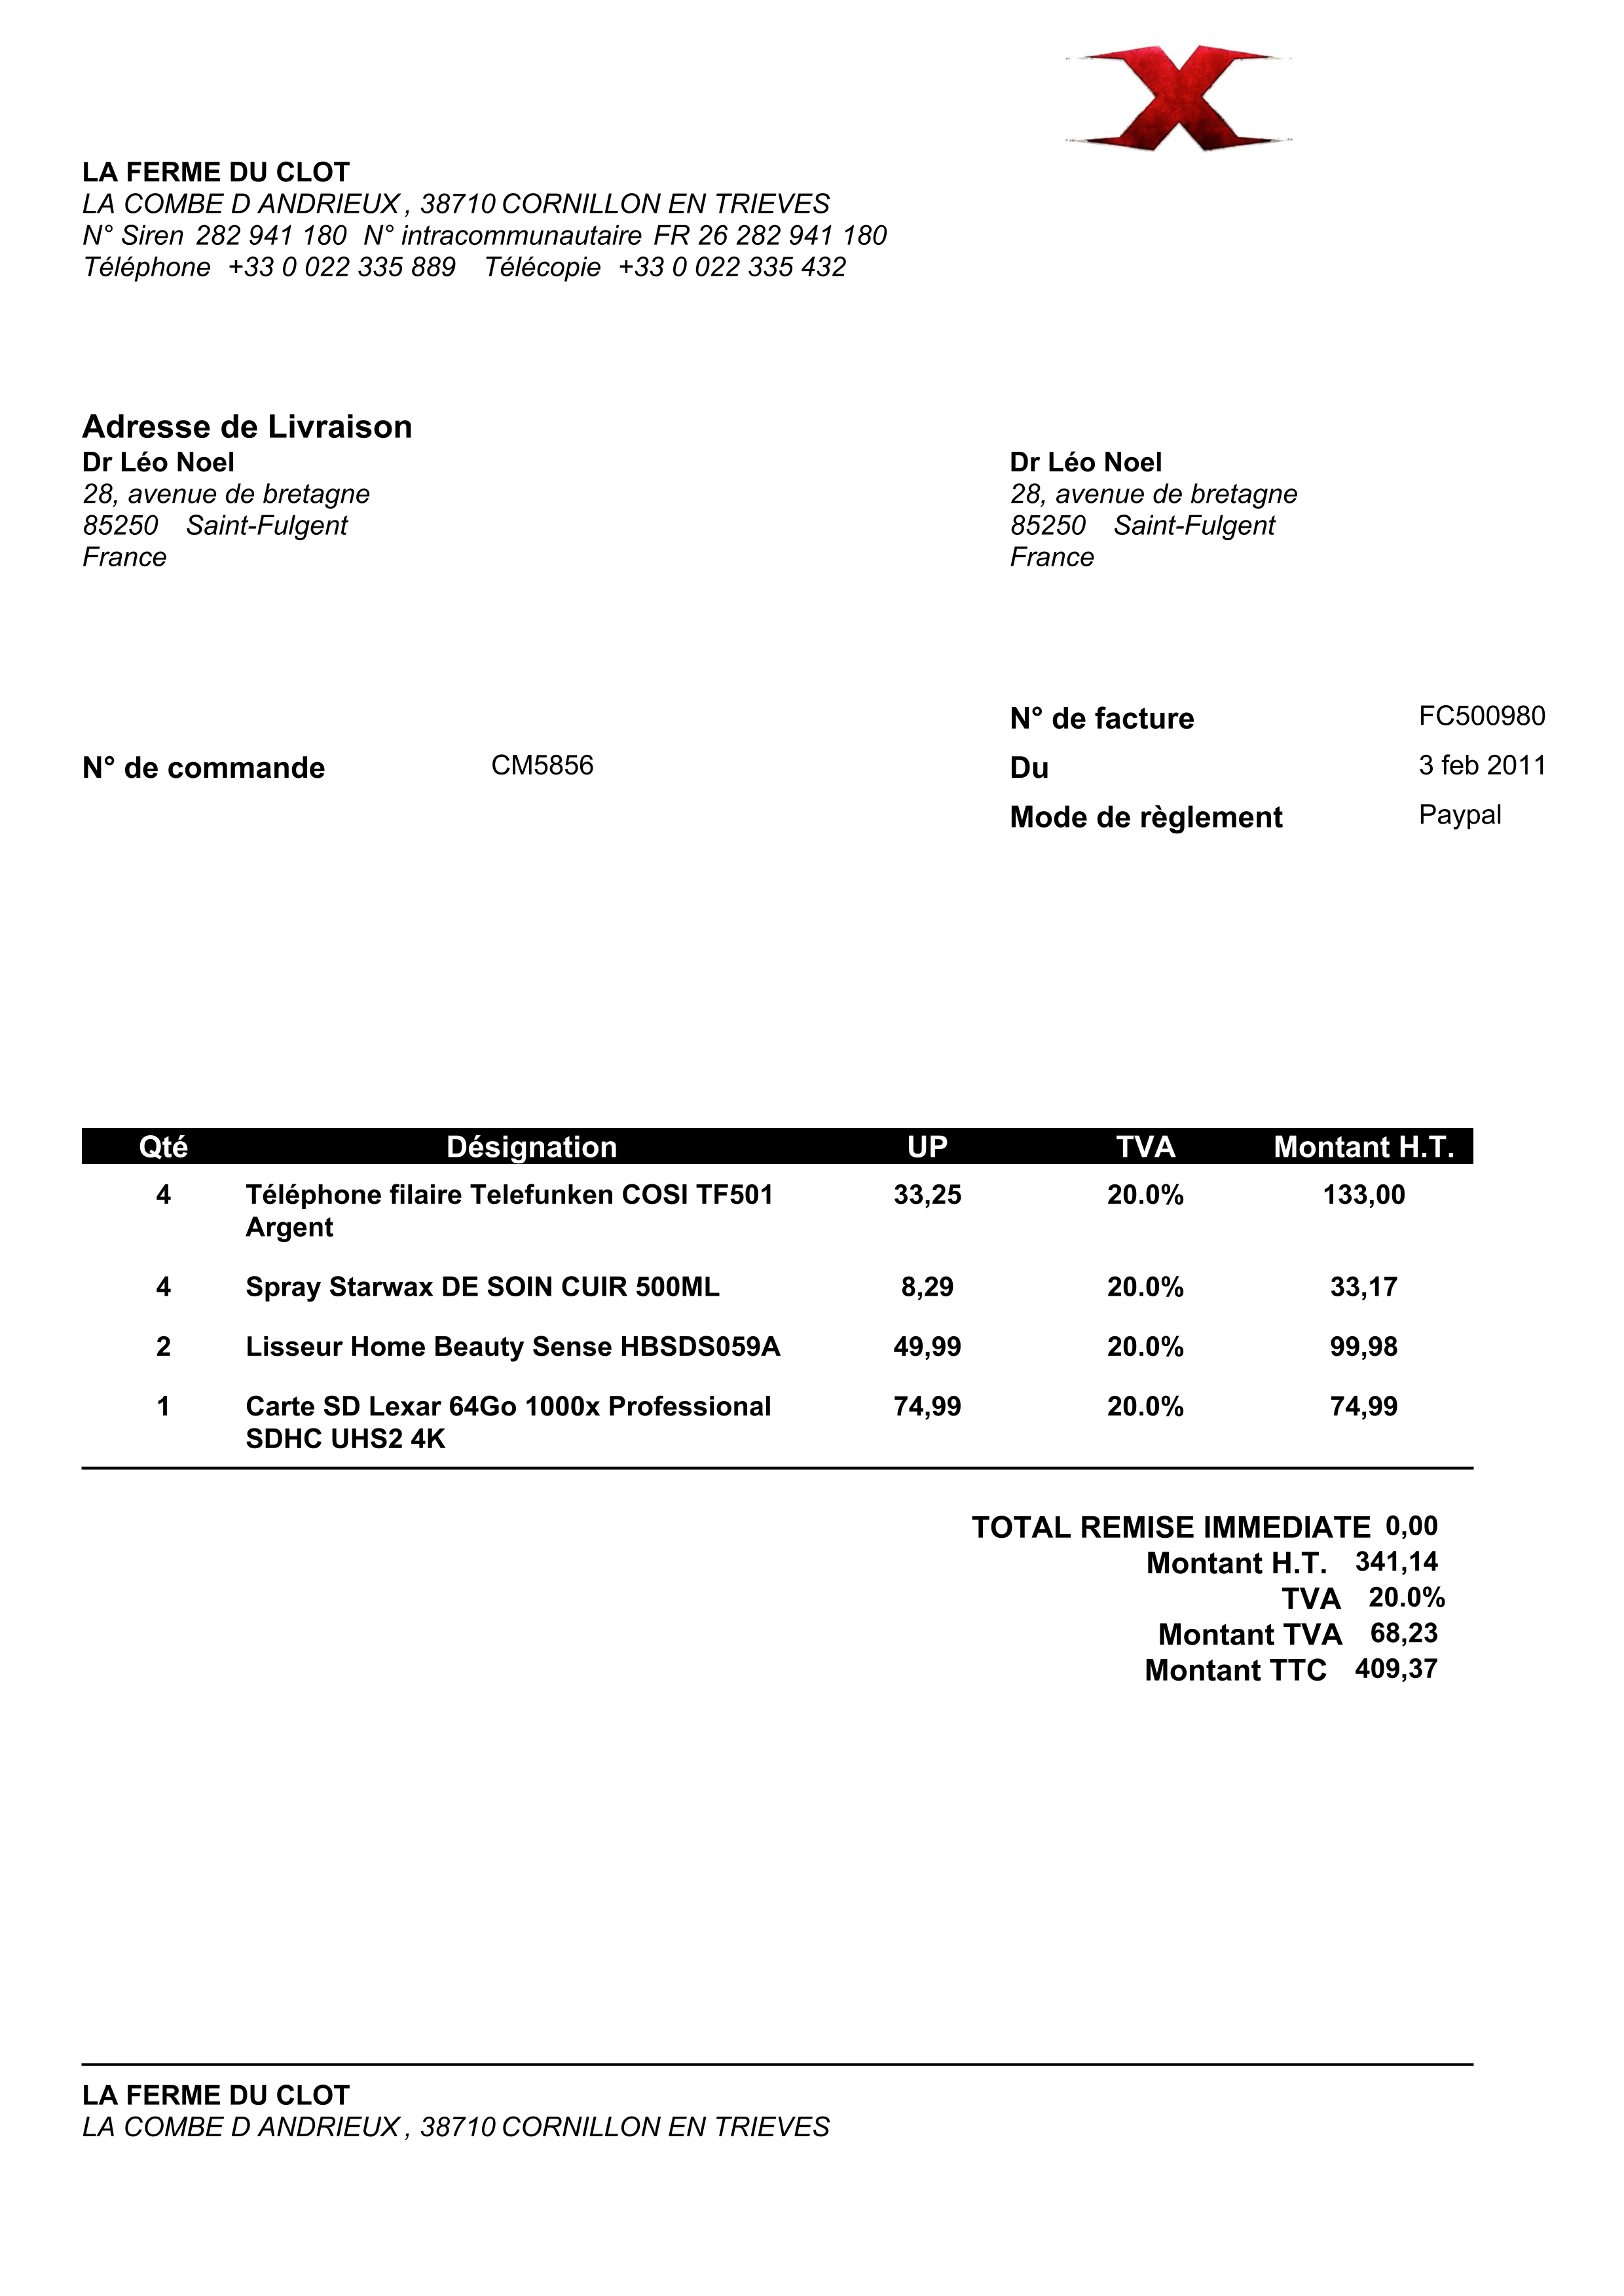 X
LA FERME DU CLOT
LA COMBE D ANDRIEUX , 38710 CORNILLON EN TRIEVES
N° Siren 282 941 180 N° intracommunautaire FR 26 282 941 180
Téléphone +33 0 022 335 889 Télécopie +33 0 022 335 432
Adresse de Livraison
Dr Léo Noel
28, avenue de bretagne
85250 Saint-Fulgent
France
Dr Léo Noel
28, avenue de bretagne
85250 Saint-Fulgent
France
N° de commande CM5856
N° de facture FC500980
Du 3 feb 2011
Mode de règlement Paypal
Qté Désignation UP TVA Montant H.T.
4 Téléphone filaire Telefunken COSI TF501 33,25 20.0% 133,00
Argent
4 Spray Starwax DE SOIN CUIR 500ML 8,29 20.0% 33,17
2 Lisseur Home Beauty Sense HBSDS059A 49,99 20.0% 99,98
1 Carte SD Lexar 64Go 1000x Professional 74,99 20.0% 74,99
SDHC UHS2 4K
TOTAL REMISE IMMEDIATE 0,00
Montant H.T. 341,14
TVA 20.0%
Montant TVA 68,23
Montant TTC 409,37
LA FERME DU CLOT
LA COMBE D ANDRIEUX , 38710 CORNILLON EN TRIEVES